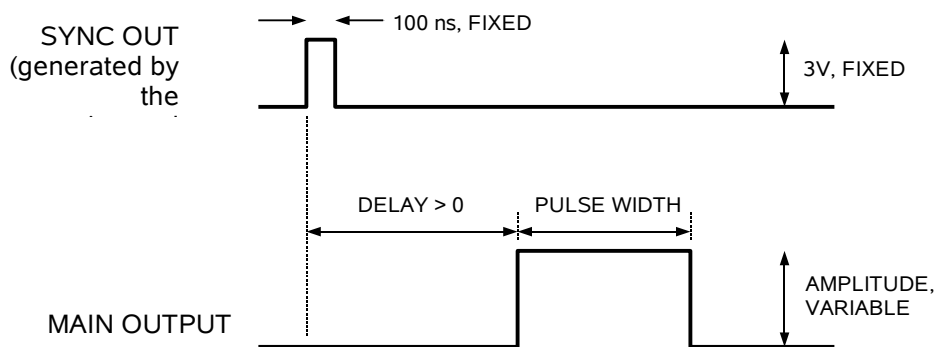 100 ns, FIXED
SYNC OUT
(generated by
the
3V, FIXED
DELAY > 0
PULSE WIDTH
AMPLITUDE,
VARIABLE
MAIN OUTPUT